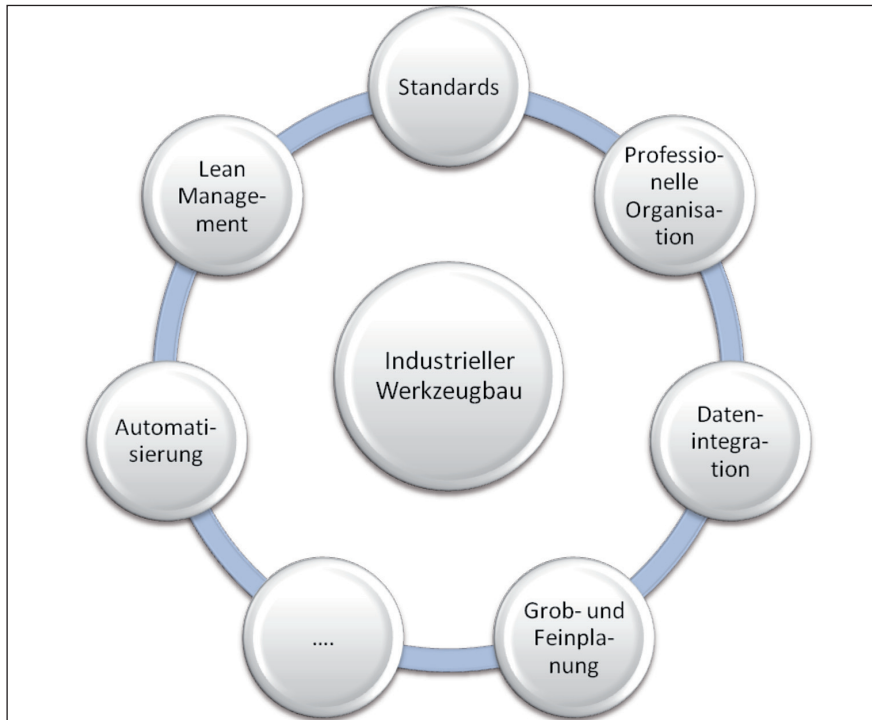 Standards
Professio-
nelle
Organisa-
tion
Daten-
integra-
tion
Grob- und
Feinpla-
nung
....
Automati-
sierung
Lean
Manage-
ment
Industrieller
Werkzeugbau